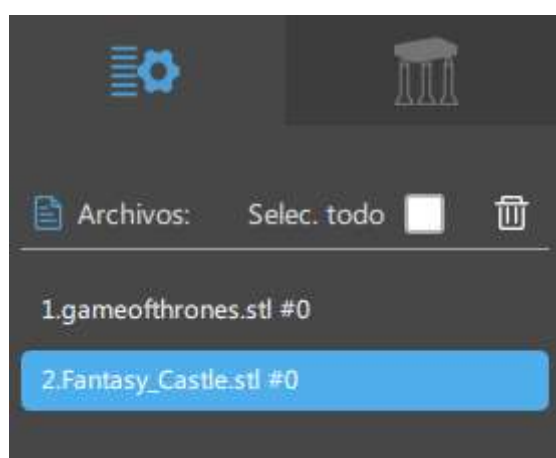 Archivos: Selec. todo
1.gameofthrones.stl #0
2.Fantasy_Castle.stl #0